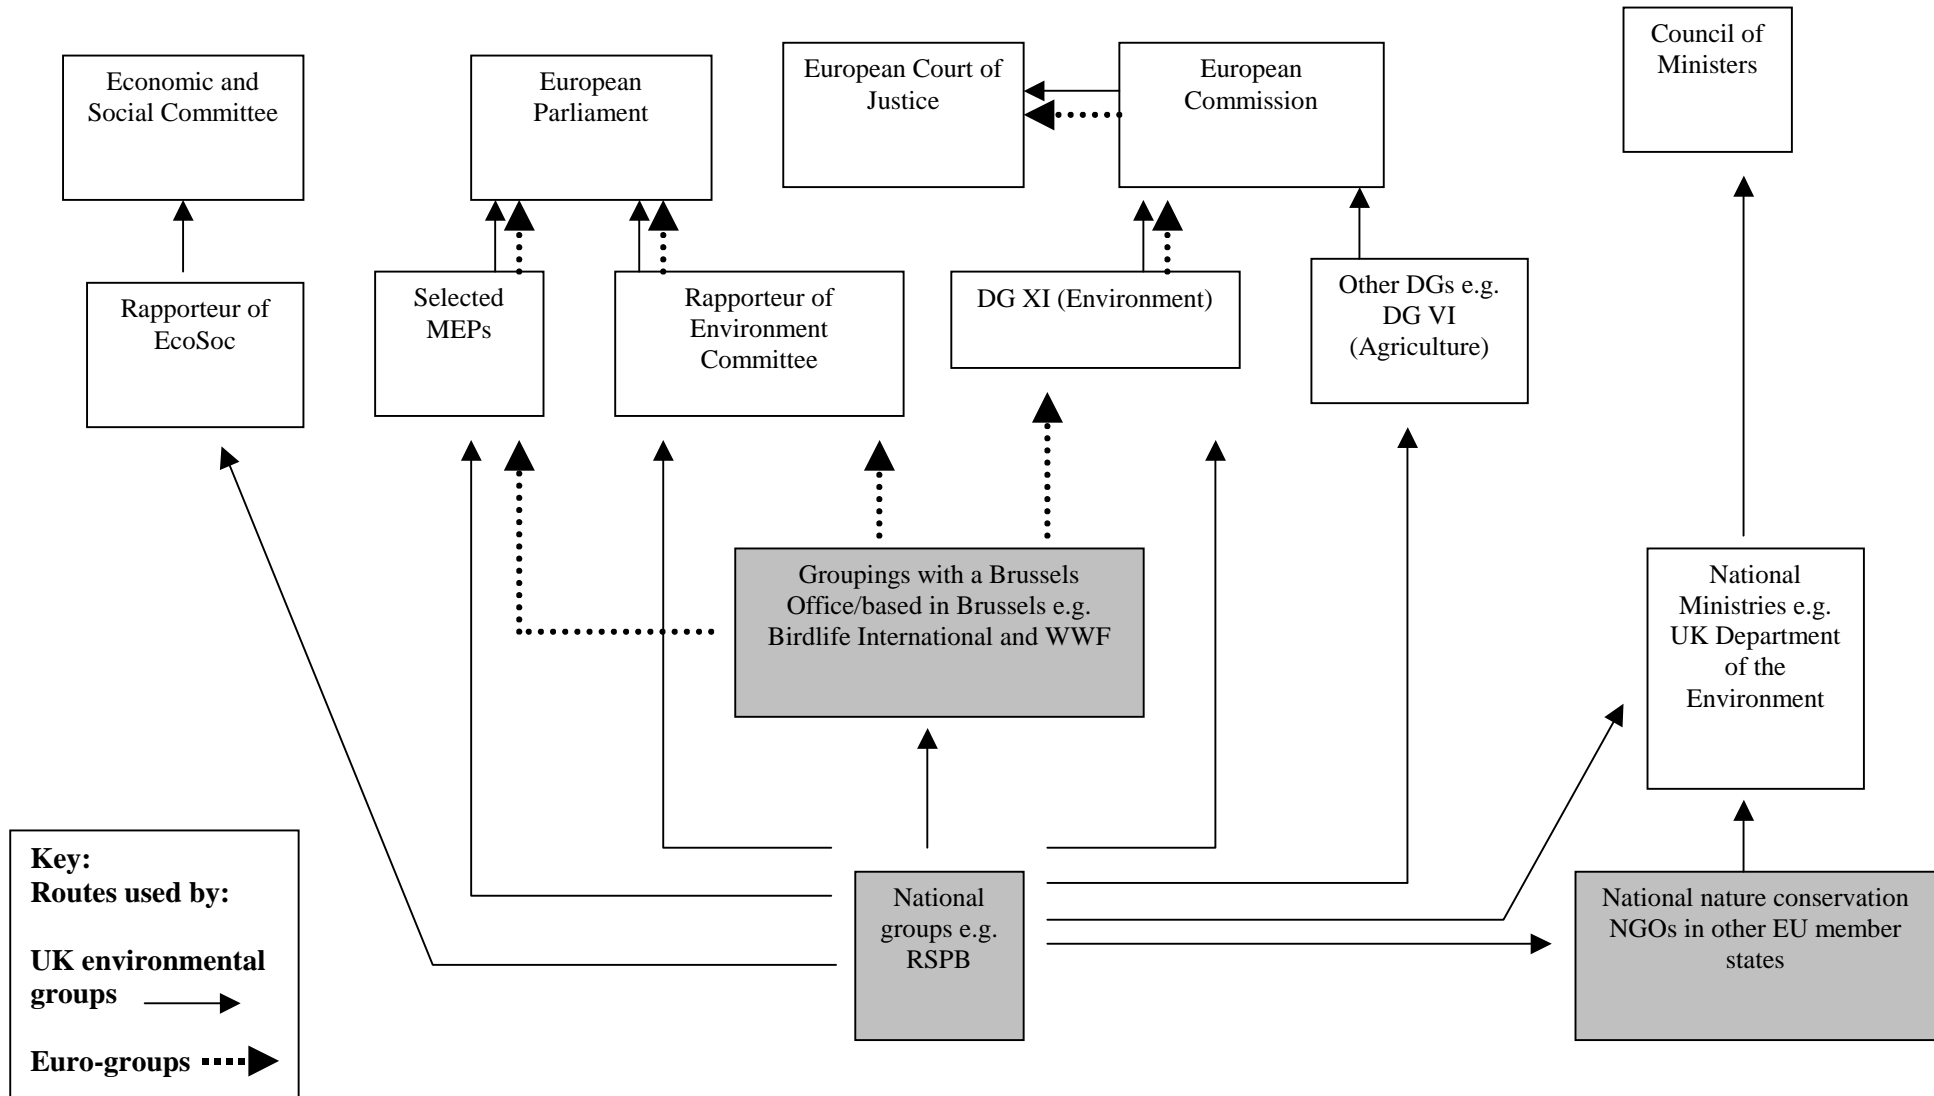 Economic and
Social Committee
European
Parliament
European Court of
Justice
European
Commission
Council of
Ministers
Rapporteur of
EcoSoc
Selected
MEPs
Rapporteur of
Environment
Committee
DG XI (Environment)
Other DGs e.g.
DG VI
(Agriculture)
Groupings with a Brussels
Office/based in Brussels e.g.
Birdlife International and WWF
National
Ministries e.g.
UK Department
of the
Environment
National
groups e.g.
RSPB
National nature conservation
NGOs in other EU member
states
Key:
Routes used by:
UK environmental
groups
Euro-groups